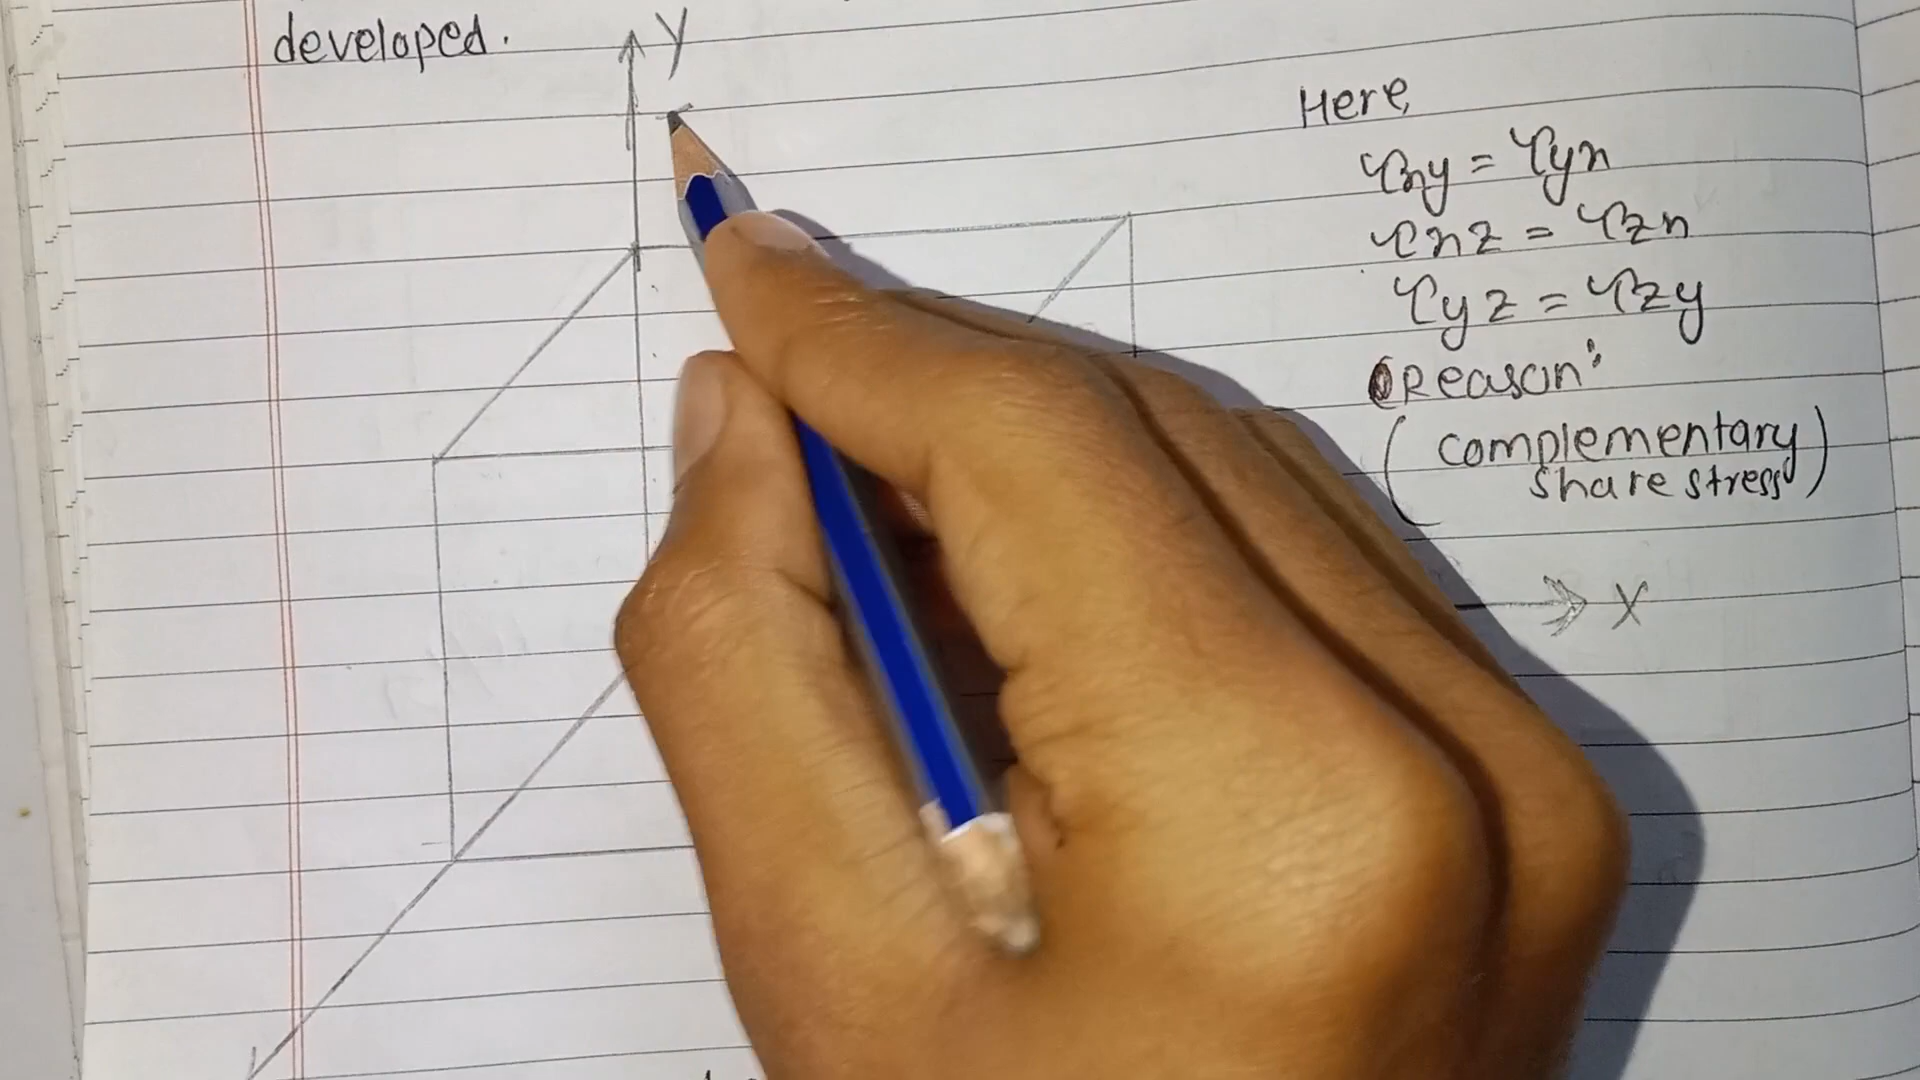 developed.
Y
Here,
τxy = τyx
τxz = τzx
τyz = τzy
Reason:
(complementary
share stress)
X